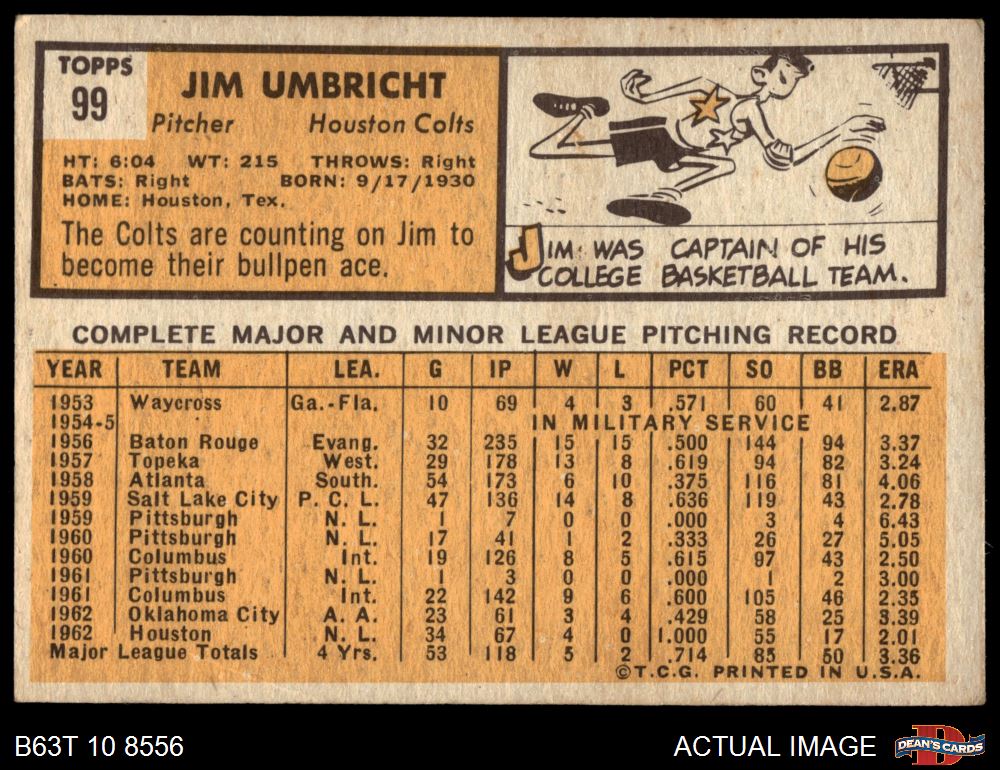 TOPPS
99
JIM UMBRICHT
Pitcher Houston Colts
HT: 6:04 WT: 215 THROWS: Right
BATS: Right BORN: 9/17/1930
HOME: Houston, Tex.
The Colts are counting on Jim to
become their bullpen ace.
JIM WAS CAPTAIN OF HIS
COLLEGE BASKETBALL TEAM.
COMPLETE MAJOR AND MINOR LEAGUE PITCHING RECORD
YEAR TEAM LEA. G IP W L PCT SO BB ERA
1953 Waycross Ga.-Fla. 10 69 4 3 .571 60 41 2.87
1954-5 IN MILITARY SERVICE
1956 Baton Rouge Evang. 32 235 15 15 .500 144 94 3.37
1957 Topeka West. 29 178 13 8 .619 94 82 3.24
1958 Atlanta South. 54 173 6 10 .375 116 81 4.06
1959 Salt Lake City P. C. L. 47 136 14 8 .636 119 43 2.78
1959 Pittsburgh N. L. 1 7 0 0 .000 3 4 6.43
1960 Pittsburgh N. L. 17 41 1 2 .333 26 27 5.05
1960 Columbus Int. 19 126 8 5 .615 97 43 2.50
1961 Pittsburgh N. L. 1 3 0 0 .000 1 2 3.00
1961 Columbus Int. 22 142 9 6 .600 105 46 2.35
1962 Oklahoma City A. A. 23 61 3 4 .429 58 25 3.39
1962 Houston N. L. 34 67 4 0 1.000 55 17 2.01
Major League Totals 4 Yrs. 53 118 5 2 .714 85 50 3.36
©T.C.G. PRINTED IN U.S.A.
B63T 10 8556 ACTUAL IMAGE DEAN'S CARDS